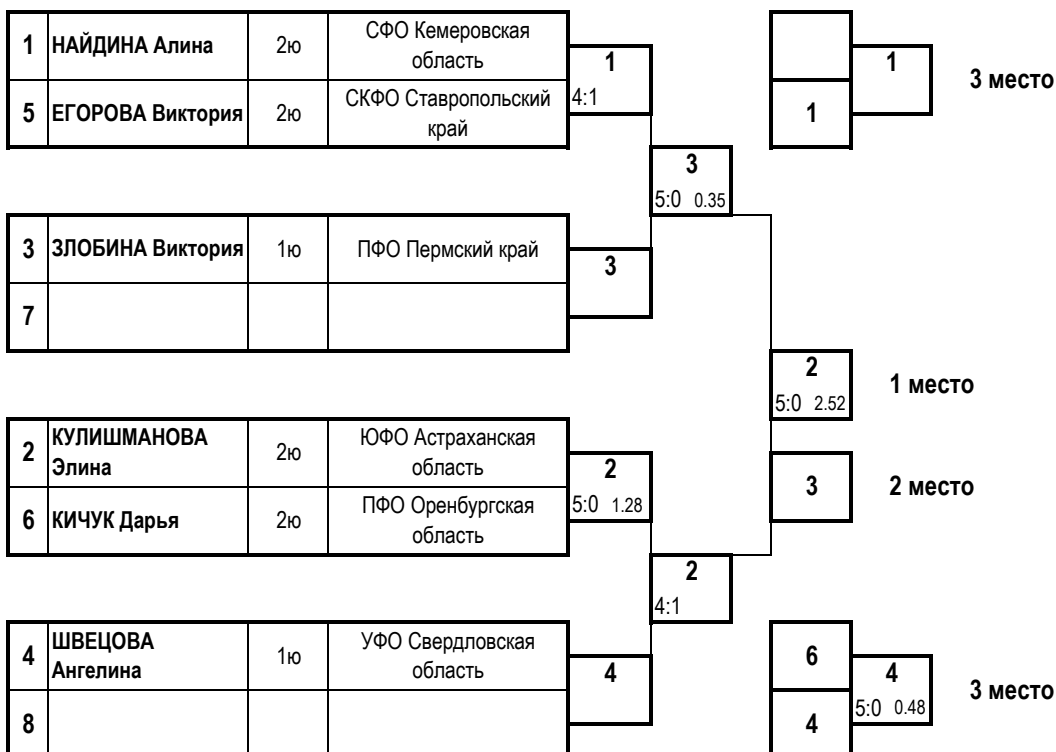 1 НАЙДИНА Алина 2ю СФО Кемеровская
область
1
4:1
5 ЕГОРОВА Виктория 2ю СКФО Ставропольский
край
1
1
3 место
3
5:0 0.35
3 ЗЛОБИНА Виктория 1ю ПФО Пермский край
3
7
2
5:0 2.52
1 место
2 КУЛИШМАНОВА
Элина
2ю ЮФО Астраханская
область
2
5:0 1.28
6 КИЧУК Дарья 2ю ПФО Оренбургская
область
3
2 место
2
4:1
4 ШВЕЦОВА
Ангелина
1ю УФО Свердловская
область
4
8
6
4
4
5:0 0.48
3 место